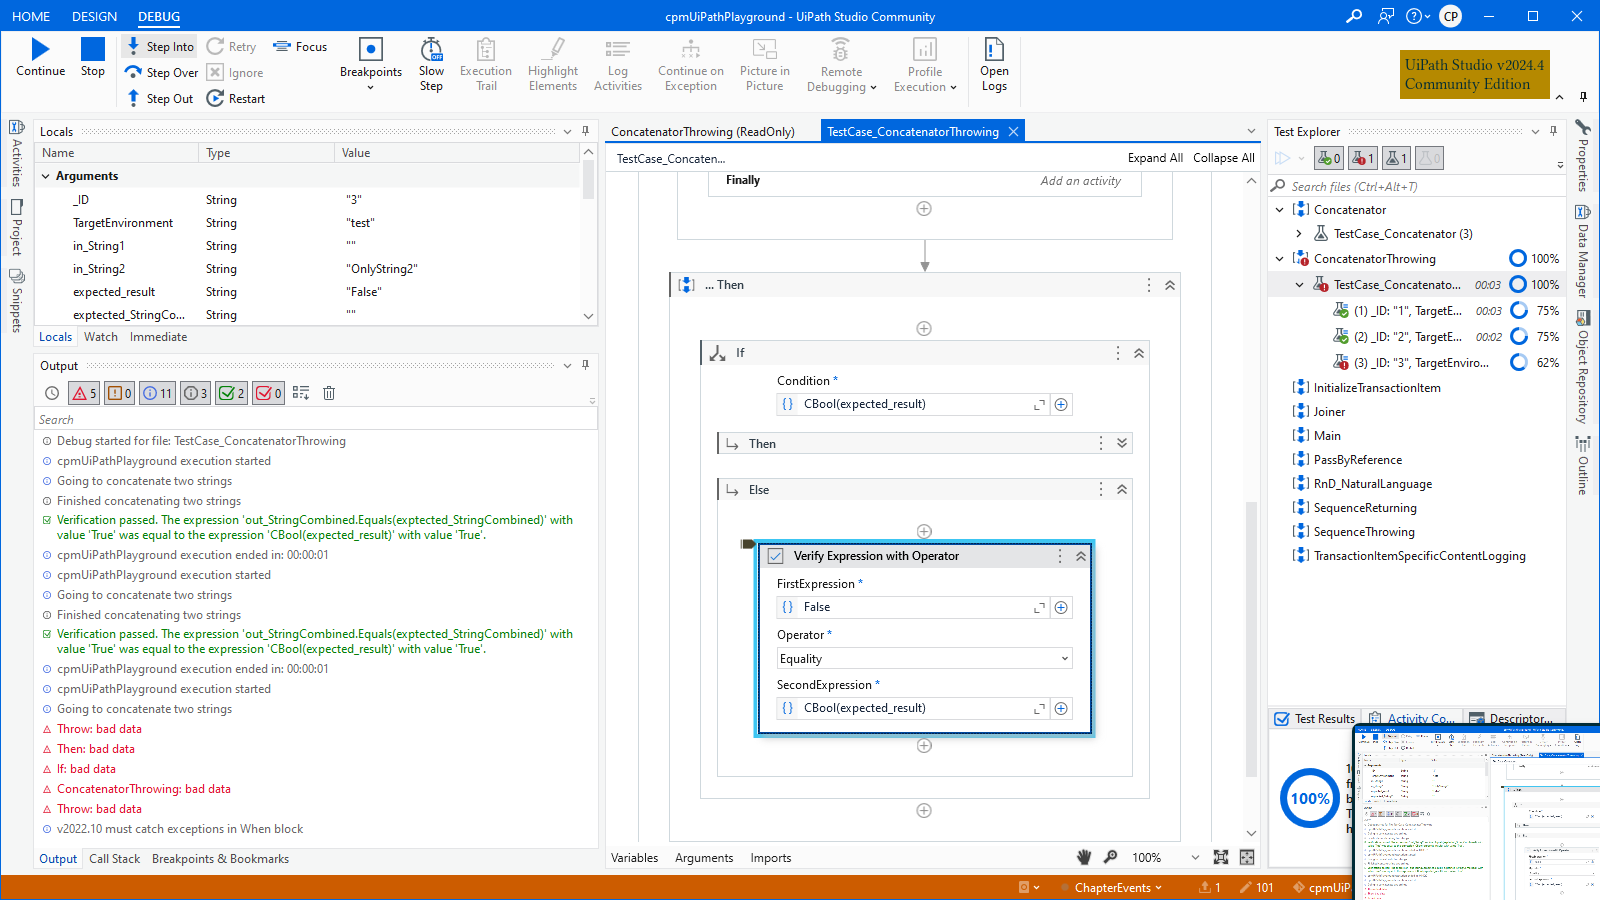 HOME DESIGN DEBUG
cpmUiPathPlayground - UiPath Studio Community
CP
Continue
Stop
Step Into
Step Over
Step Out
Retry
Ignore
Restart
Focus
Breakpoints
Slow
Step
Execution
Trail
Highlight
Elements
Log
Activities
Continue on
Exception
Picture in
Picture
Remote
Debugging
Profile
Execution
Open
Logs
UiPath Studio v2024.4
Community Edition
Activities
Project
Snippets
Locals
Name Type Value
Arguments
_ID String "3"
TargetEnvironment String "test"
in_String1 String ""
in_String2 String "OnlyString2"
expected_result String "False"
exptected_StringCo... String ""
Locals Watch Immediate
Output
5 0 11 3 2 0
Search
Debug started for file: TestCase_ConcatenatorThrowing
cpmUiPathPlayground execution started
Going to concatenate two strings
Finished concatenating two strings
Verification passed. The expression 'out_StringCombined.Equals(exptected_StringCombined)' with
value 'True' was equal to the expression 'CBool(expected_result)' with value 'True'.
cpmUiPathPlayground execution ended in: 00:00:01
cpmUiPathPlayground execution started
Going to concatenate two strings
Finished concatenating two strings
Verification passed. The expression 'out_StringCombined.Equals(exptected_StringCombined)' with
value 'True' was equal to the expression 'CBool(expected_result)' with value 'True'.
cpmUiPathPlayground execution ended in: 00:00:01
cpmUiPathPlayground execution started
Going to concatenate two strings
Throw: bad data
Then: bad data
If: bad data
ConcatenatorThrowing: bad data
Throw: bad data
v2022.10 must catch exceptions in When block
Output Call Stack Breakpoints & Bookmarks
ConcatenatorThrowing (ReadOnly)
TestCase_ConcatenatorThrowing
TestCase_Concaten...
Expand All Collapse All
Finally Add an activity
... Then
If
Condition *
CBool(expected_result)
Then
Else
Verify Expression with Operator
FirstExpression *
False
Operator *
Equality
SecondExpression *
CBool(expected_result)
Variables Arguments Imports
100%
Test Explorer
0 1 1 0
Search files (Ctrl+Alt+T)
Concatenator
TestCase_Concatenator (3)
ConcatenatorThrowing 100%
TestCase_Concatenato... 00:03 100%
(1) _ID: "1", TargetE... 00:03 75%
(2) _ID: "2", TargetE... 00:02 75%
(3) _ID: "3", TargetEnviro... 62%
InitializeTransactionItem
Joiner
Main
PassByReference
RnD_NaturalLanguage
SequenceReturning
SequenceThrowing
TransactionItemSpecificContentLogging
Test Results Activity Co... Descriptor...
100%
Properties
Data Manager
Object Repository
Outline
ChapterEvents
1
101
cpmUiP